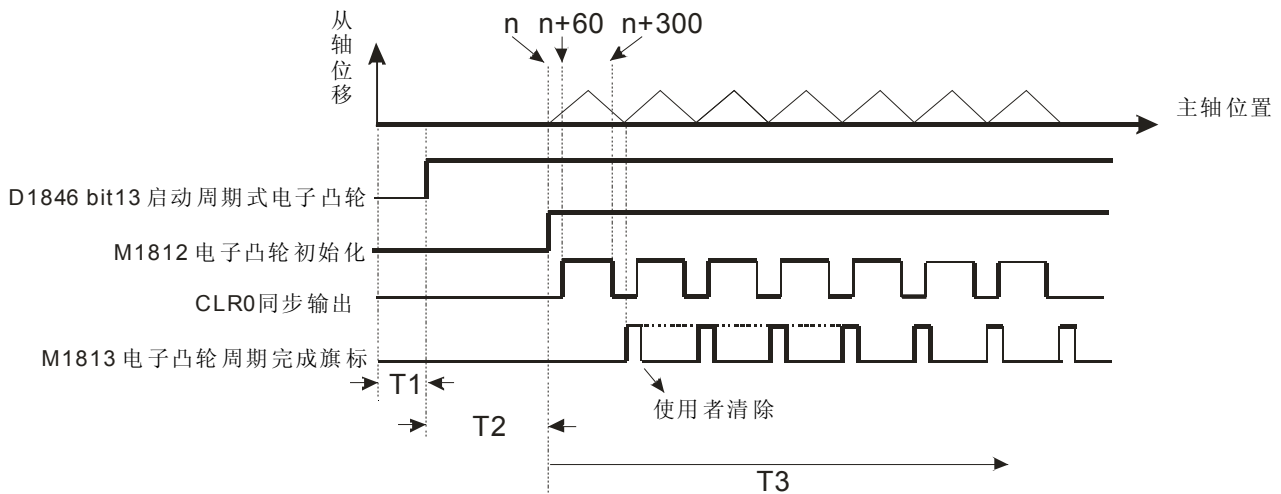 从轴位移
n n+60 n+300
主轴位置
D1846 bit13 启动周期式电子凸轮
M1812 电子凸轮初始化
CLR0同步输出
M1813 电子凸轮周期完成旗标
T1
使用者清除
T2
T3